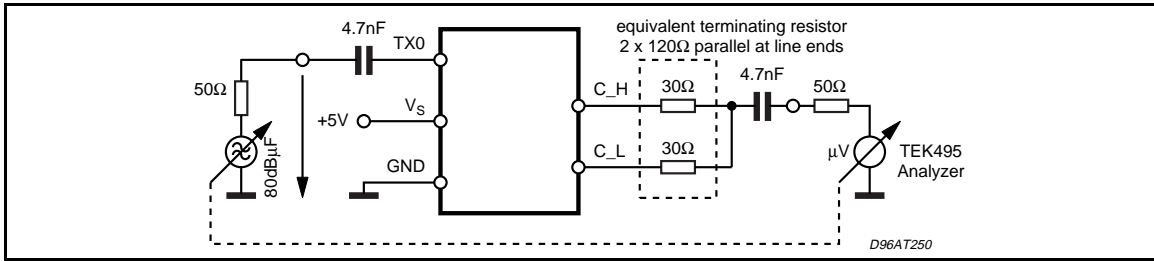 equivalent terminating resistor
2 x 120Ω parallel at line ends
4.7nF
TX0
50Ω
80dBµF
+5V
VS
GND
C_H
30Ω
C_L
30Ω
4.7nF
50Ω
µV
TEK495
Analyzer
D96AT250